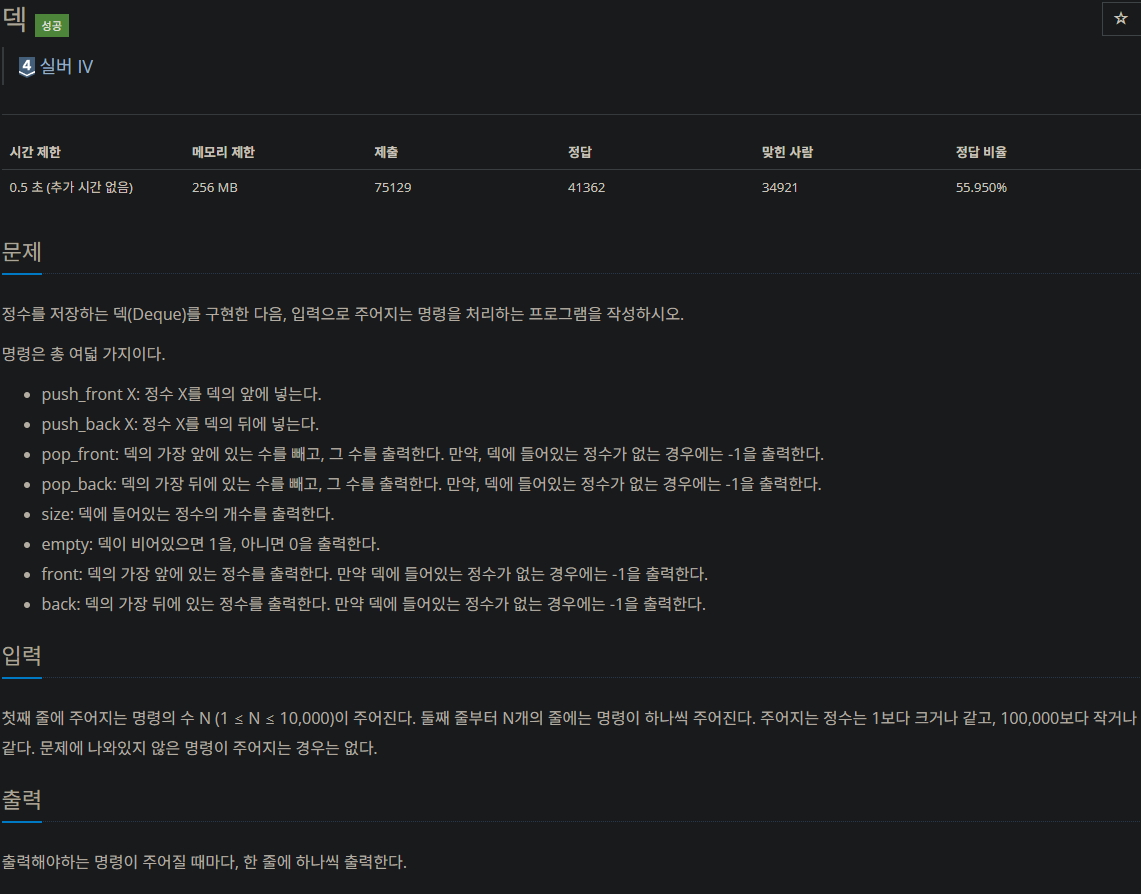 덱 성공
4 실버 IV
시간 제한 메모리 제한 제출 정답 맞힌 사람 정답 비율
0.5 초 (추가 시간 없음) 256 MB 75129 41362 34921 55.950%
문제
정수를 저장하는 덱(Deque)를 구현한 다음, 입력으로 주어지는 명령을 처리하는 프로그램을 작성하시오.
명령은 총 여덟 가지이다.
• push_front X: 정수 X를 덱의 앞에 넣는다.
• push_back X: 정수 X를 덱의 뒤에 넣는다.
• pop_front: 덱의 가장 앞에 있는 수를 빼고, 그 수를 출력한다. 만약, 덱에 들어있는 정수가 없는 경우에는 -1을 출력한다.
• pop_back: 덱의 가장 뒤에 있는 수를 빼고, 그 수를 출력한다. 만약, 덱에 들어있는 정수가 없는 경우에는 -1을 출력한다.
• size: 덱에 들어있는 정수의 개수를 출력한다.
• empty: 덱이 비어있으면 1을, 아니면 0을 출력한다.
• front: 덱의 가장 앞에 있는 정수를 출력한다. 만약 덱에 들어있는 정수가 없는 경우에는 -1을 출력한다.
• back: 덱의 가장 뒤에 있는 정수를 출력한다. 만약 덱에 들어있는 정수가 없는 경우에는 -1을 출력한다.
입력
첫째 줄에 주어지는 명령의 수 N (1 ≤ N ≤ 10,000)이 주어진다. 둘째 줄부터 N개의 줄에는 명령이 하나씩 주어진다. 주어지는 정수는 1보다 크거나 같고, 100,000보다 작거나
같다. 문제에 나와있지 않은 명령이 주어지는 경우는 없다.
출력
출력해야하는 명령이 주어질 때마다, 한 줄에 하나씩 출력한다.